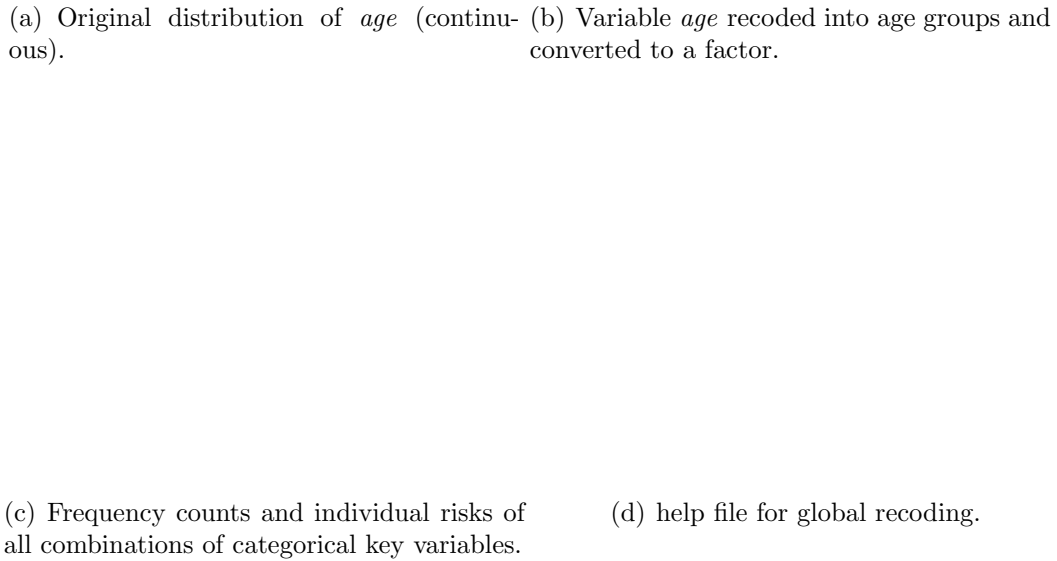 (a) Original distribution of age (continu-
ous).
(b) Variable age recoded into age groups and
converted to a factor.
(c) Frequency counts and individual risks of
all combinations of categorical key variables.
(d) help file for global recoding.